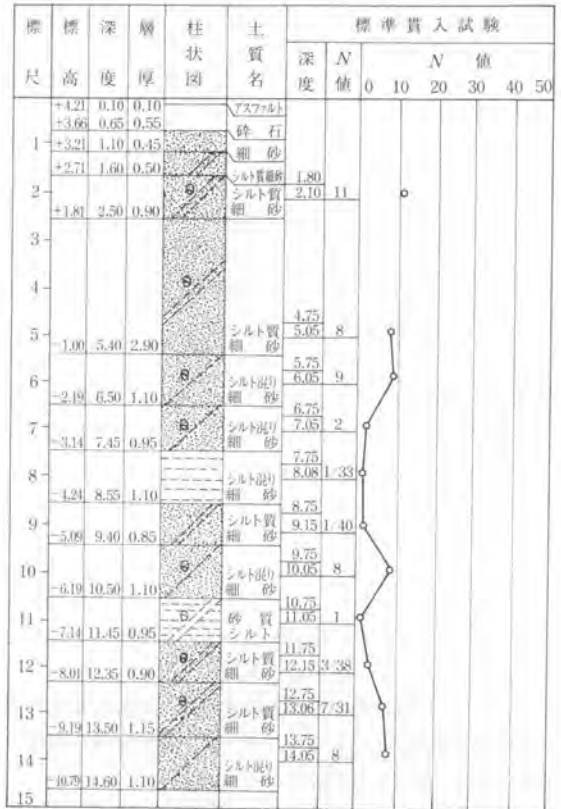 標尺 標高 深度 層厚 柱状図 土質名 標準貫入試験
深度 N値 N 値
0 10 20 30 40 50
+4.21 0.10 0.10 アスファルト
+3.66 0.65 0.55 砕石
1 +3.21 1.10 0.45 細砂
+2.71 1.60 0.50 シルト質細砂 1.80
2 シルト質細砂 2.10 11
+1.81 2.50 0.90
3
4
4.75
5 シルト質細砂 5.05 8
-1.00 5.40 2.90
5.75
6 シルト混り細砂 6.05 9
-2.19 6.50 1.10
6.75
7 シルト混り細砂 7.05 2
-3.14 7.45 0.95
7.75
8 シルト混り細砂 8.08 1/33
-4.24 8.55 1.10
8.75
9 シルト質細砂 9.15 1/40
-5.09 9.40 0.85
9.75
10 シルト混り細砂 10.05 8
-6.19 10.50 1.10
10.75
11 砂質シルト 11.05 1
-7.14 11.45 0.95
11.75
12 シルト質細砂 12.15 3/38
-8.01 12.35 0.90
12.75
13 シルト質細砂 13.06 7/31
-9.19 13.50 1.15
13.75
14 シルト混り細砂 14.05 8
-10.79 14.60 1.10
15